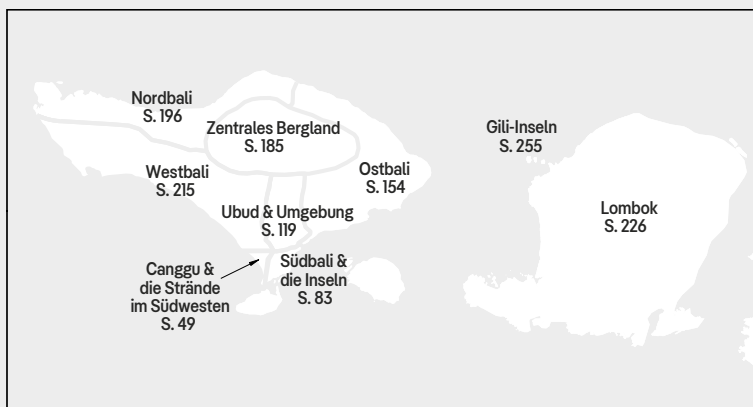 Nordbali
S. 196
Zentrales Bergland
S. 185
Gili-Inseln
S. 255
Westbali
S. 215
Ostbali
S. 154
Lombok
S. 226
Ubud & Umgebung
S. 119
Canggu &
die Strände
im Südwesten
S. 49
Südbali &
die Inseln
S. 83